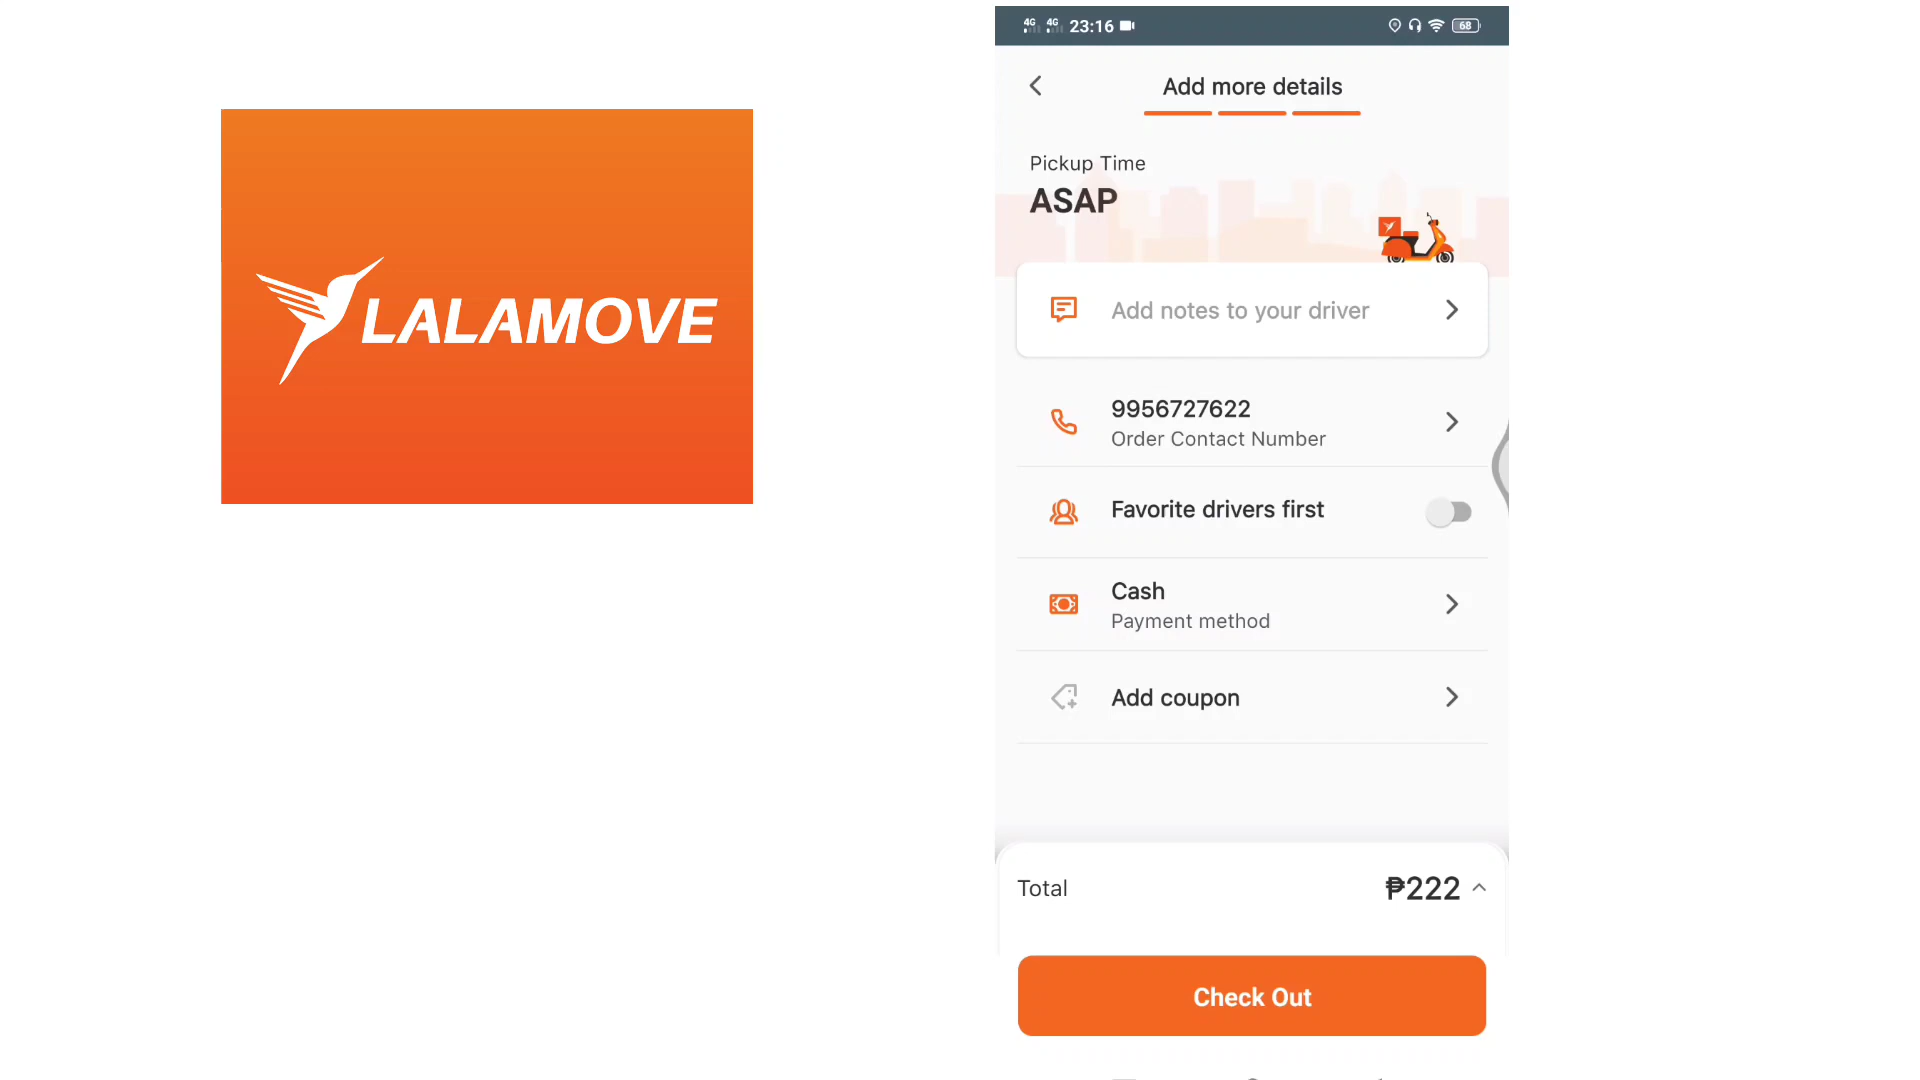 LALAMOVE
4G 4G 23:16 68
Add more details
Pickup Time
ASAP
Add notes to your driver
9956727622
Order Contact Number
Favorite drivers first
Cash
Payment method
Add coupon
Total ₱222
Check Out